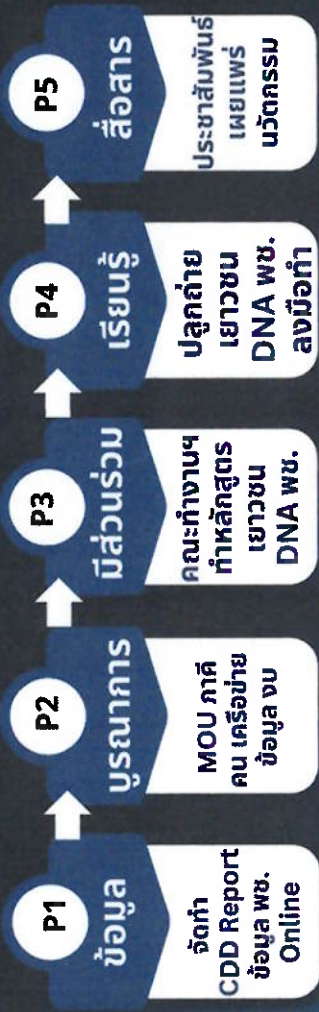 P1
ข้อมูล
จัดทำ
CDD Report
ข้อมูล พช.
Online
P2
บูรณาการ
MOU ภาคี
คน เครือข่าย
ข้อมูล งบ
P3
มีส่วนร่วม
คณะทำงานฯ
ทำหลักสูตร
เยาวชน
DNA พช.
P4
เรียนรู้
ปลูกถ่าย
เยาวชน
DNA พช.
ลงมือทำ
P5
สื่อสาร
ประชาสัมพันธ์
เผยแพร่
นวัตกรรม